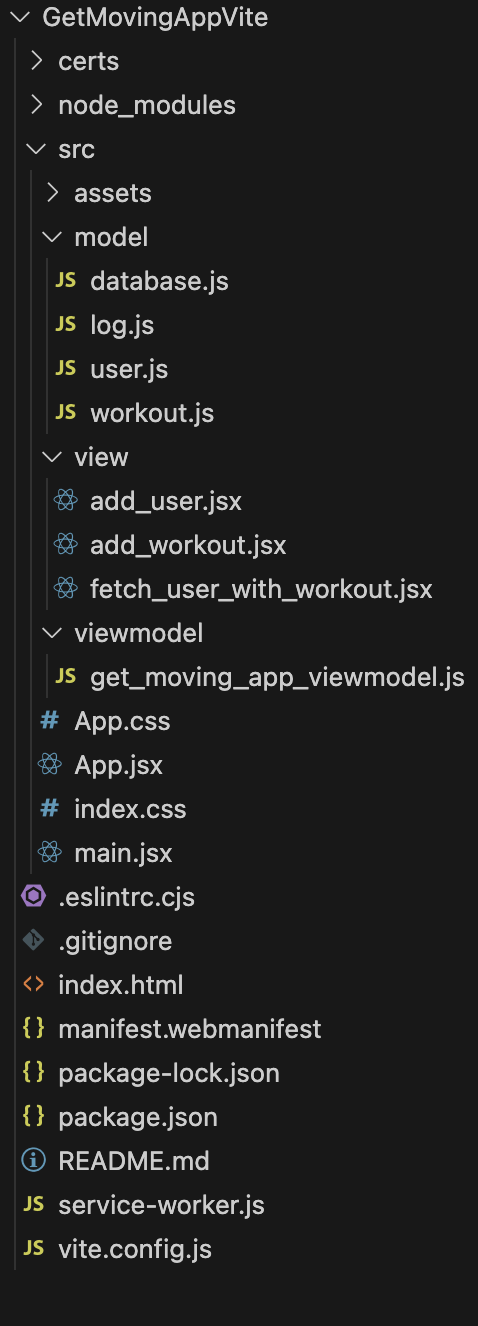 GetMovingAppVite
certs
node_modules
src
assets
model
JS database.js
JS log.js
JS user.js
JS workout.js
view
add_user.jsx
add_workout.jsx
fetch_user_with_workout.jsx
viewmodel
JS get_moving_app_viewmodel.js
# App.css
App.jsx
# index.css
main.jsx
.eslintrc.cjs
.gitignore
<> index.html
{} manifest.webmanifest
{} package-lock.json
{} package.json
README.md
JS service-worker.js
JS vite.config.js